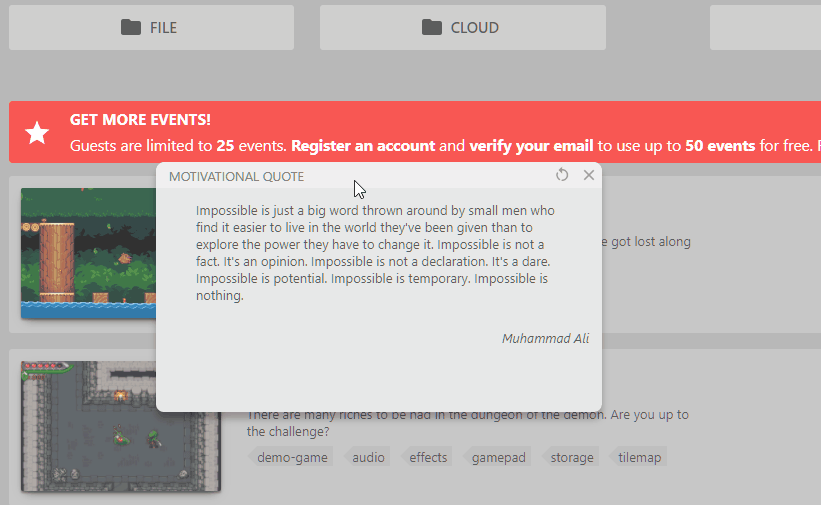 FILE
CLOUD
GET MORE EVENTS!
Guests are limited to 25 events. Register an account and verify your email to use up to 50 events for free.
MOTIVATIONAL QUOTE
Impossible is just a big word thrown around by small men who
find it easier to live in the world they've been given than to
explore the power they have to change it. Impossible is not a
fact. It's an opinion. Impossible is not a declaration. It's a dare.
Impossible is potential. Impossible is temporary. Impossible is
nothing.
Muhammad Ali
got lost along
There are many riches to be had in the dungeon of the demon. Are you up to
the challenge?
demo-game
audio
effects
gamepad
storage
tilemap